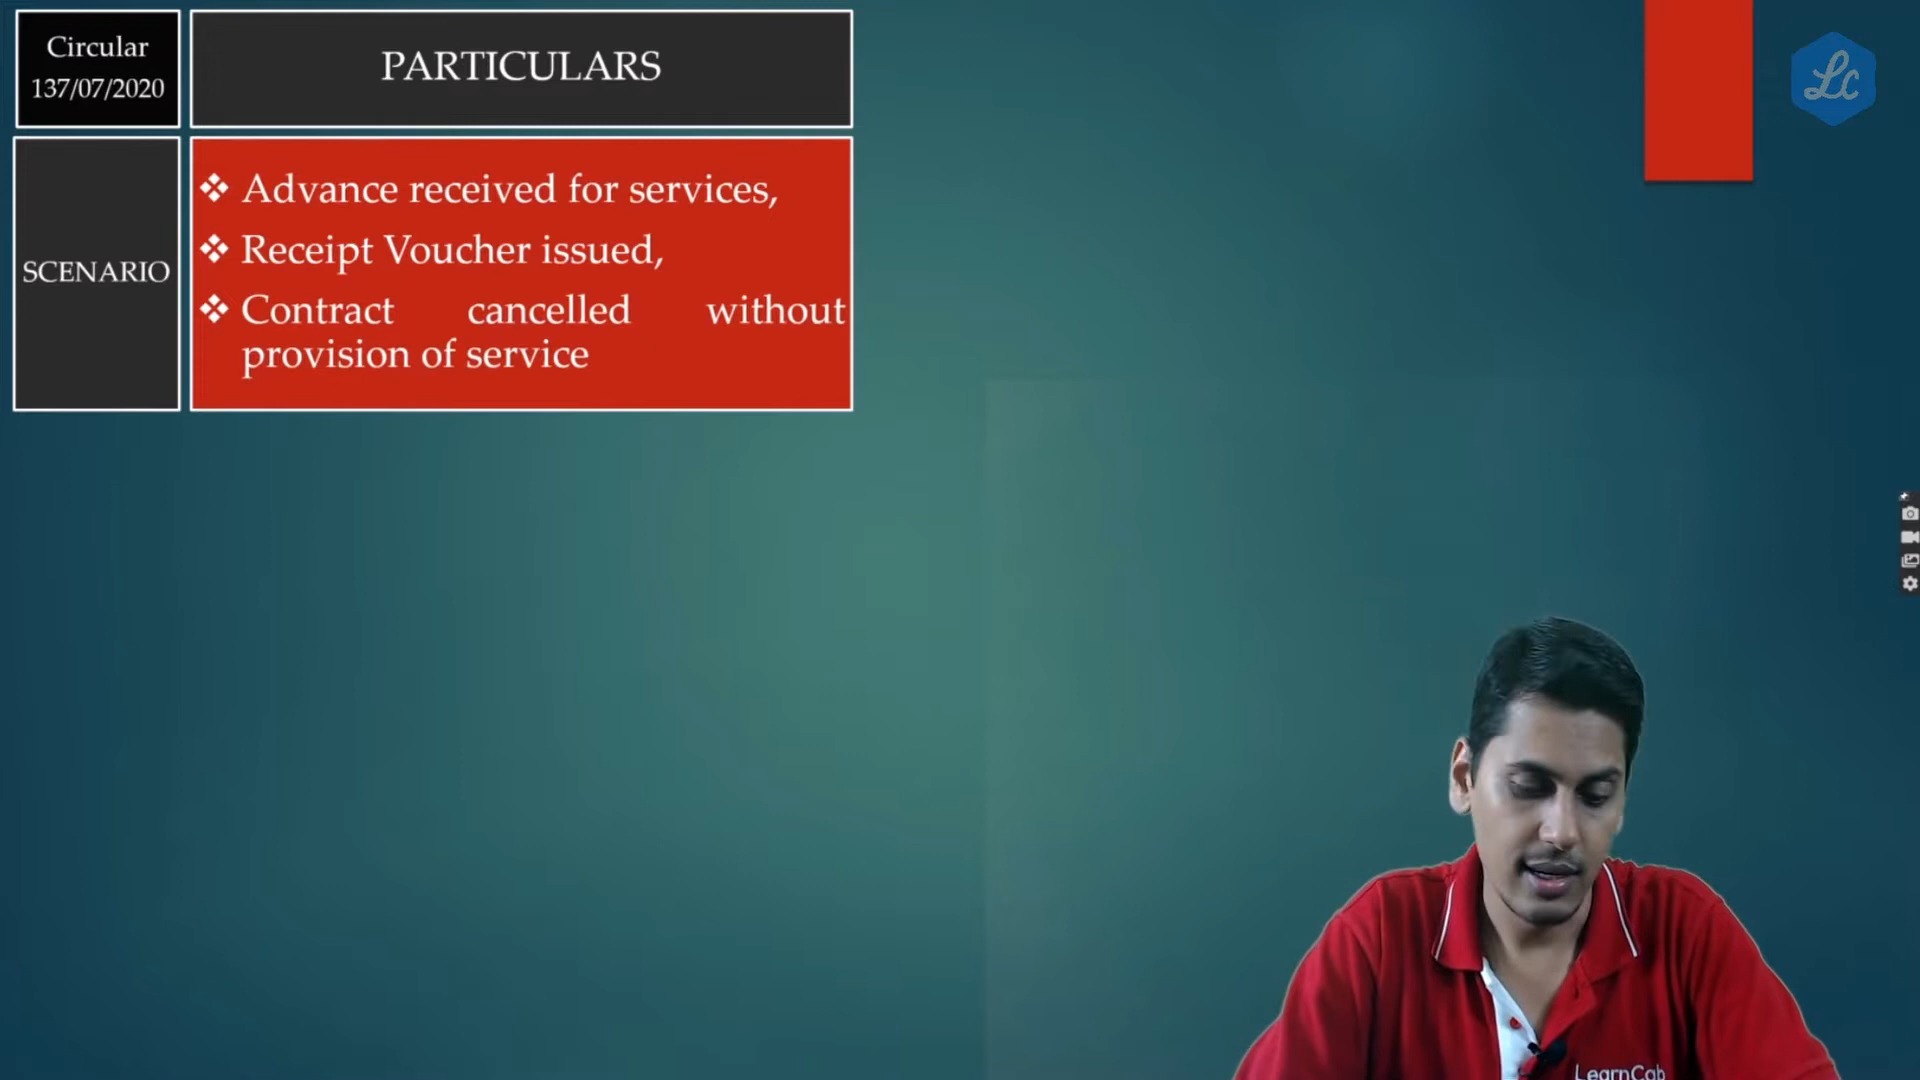 Circular
137/07/2020
PARTICULARS
SCENARIO
❖ Advance received for services,
❖ Receipt Voucher issued,
❖ Contract cancelled without
provision of service
Lc
LearnCab